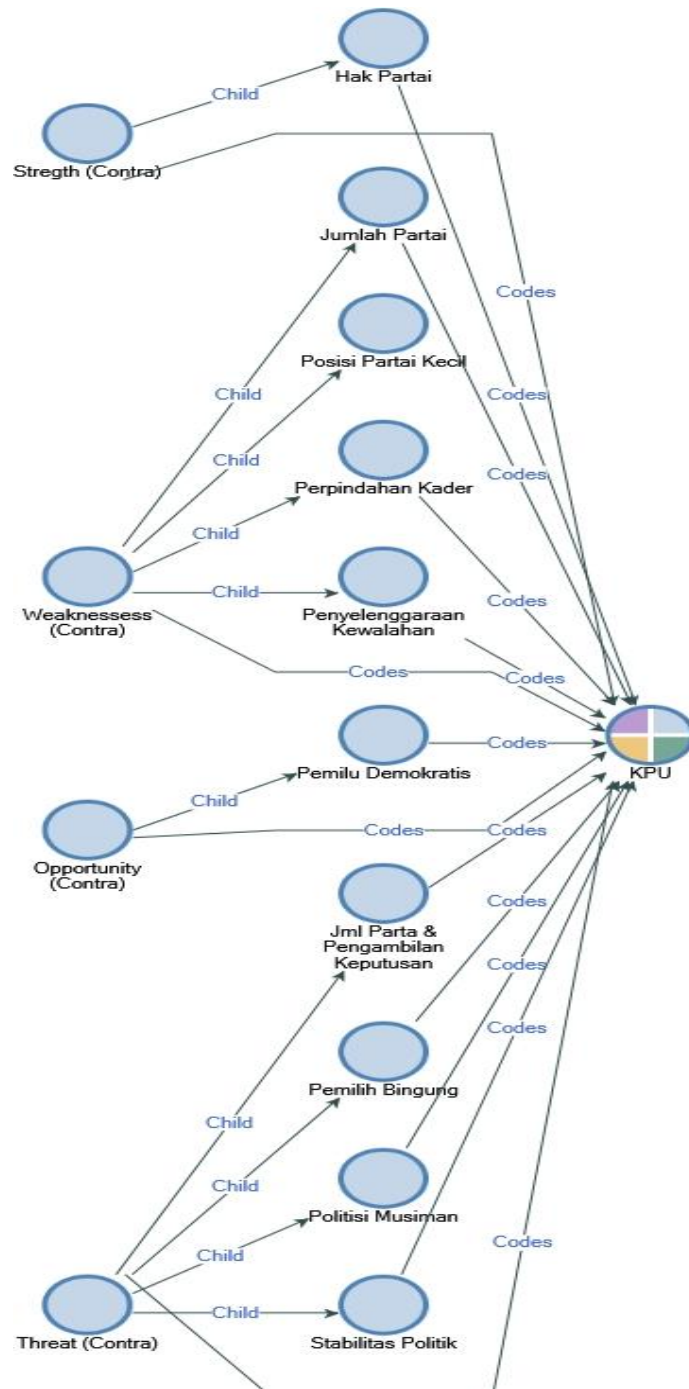 Hak Partai
Child
Stregth (Contra)
Jumlah Partai
Codes
Posisi Partai Kecil
Child
Codes
Child
Perpindahan Kader
Codes
Child
Weaknessess
(Contra)
Child
Penyelenggaraan
Kewalahan
Codes
Codes
Codes
KPU
Pemilu Demokratis
Codes
Child
Opportunity
(Contra)
Codes
Codes
Jml Parta &
Pengambilan
Keputusan
Codes
Pemilih Bingung
Codes
Child
Codes
Child
Politisi Musiman
Child
Codes
Threat (Contra)
Child
Stabilitas Politik